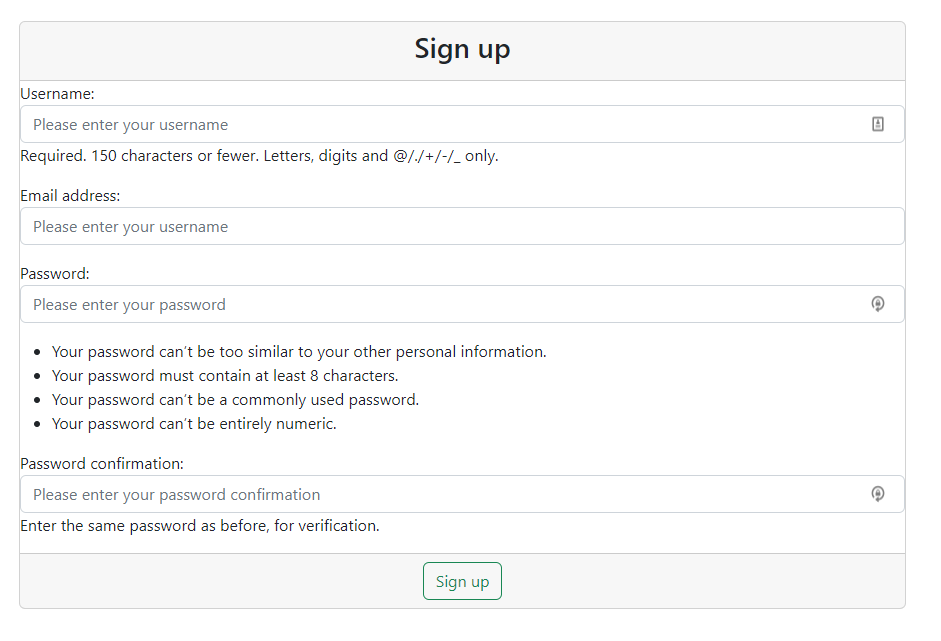 Sign up
Username:
Please enter your username
Required. 150 characters or fewer. Letters, digits and @/./+/-/_ only.
Email address:
Please enter your username
Password:
Please enter your password
• Your password can't be too similar to your other personal information.
• Your password must contain at least 8 characters.
• Your password can't be a commonly used password.
• Your password can't be entirely numeric.
Password confirmation:
Please enter your password confirmation
Enter the same password as before, for verification.
Sign up